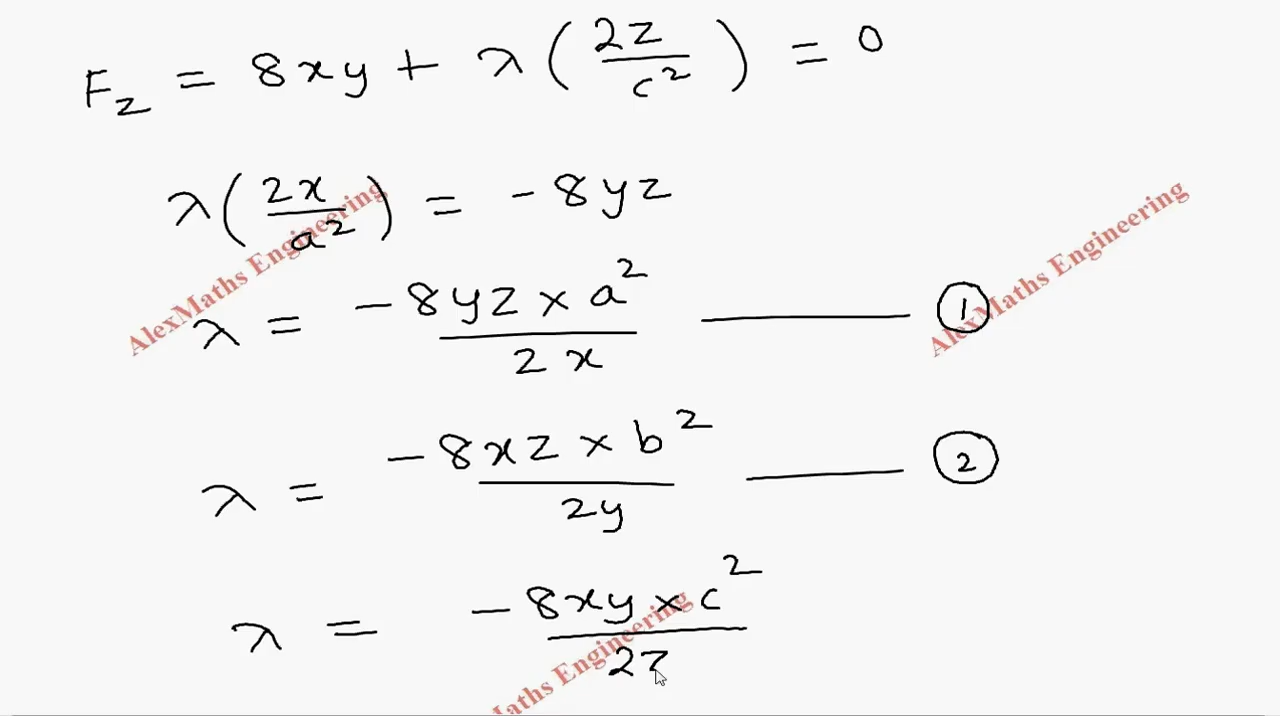 F_z = 8xy + λ(2z/c²) = 0
λ(2x/a²) = -8yz
λ = -8yz × a² / 2x ——— ①
λ = -8xz × b² / 2y ——— ②
λ = -8xy × c² / 2z
AlexMaths Engineering
AlexMaths Engineering
Maths Engineering